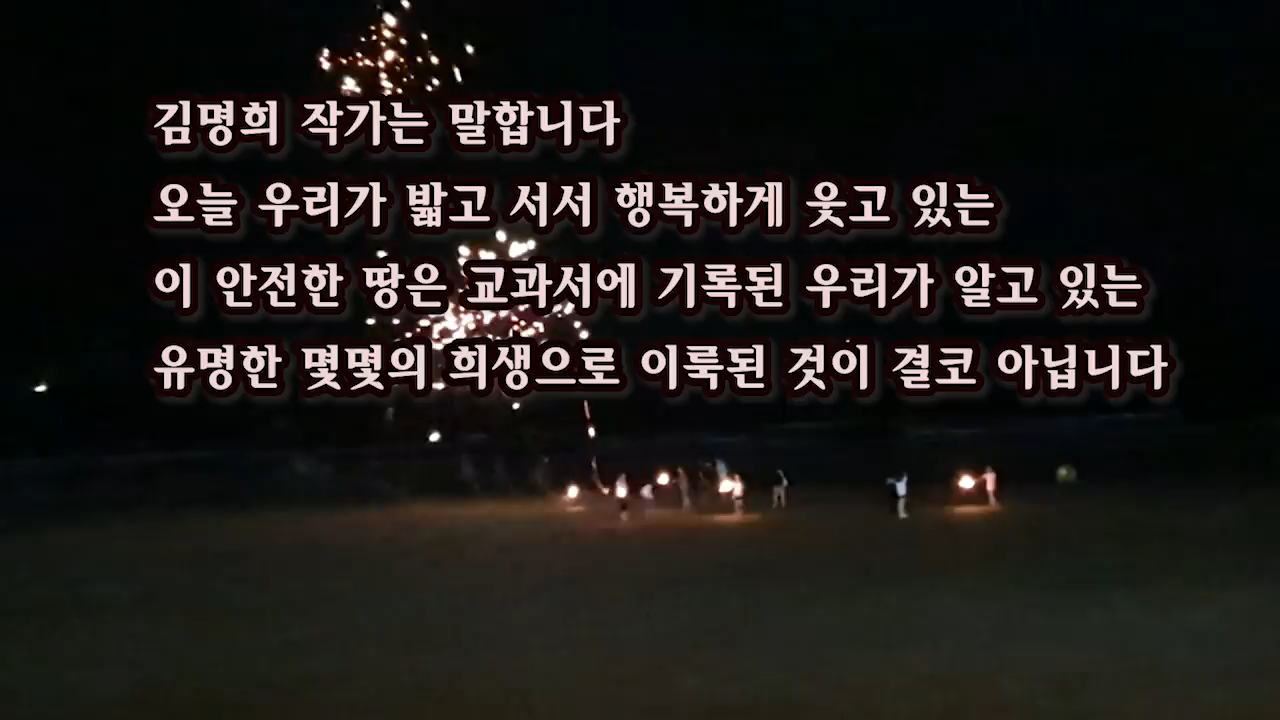 김명희 작가는 말합니다
오늘 우리가 밟고 서서 행복하게 웃고 있는
이 안전한 땅은 교과서에 기록된 우리가 알고 있는
유명한 몇몇의 희생으로 이룩된 것이 결코 아닙니다